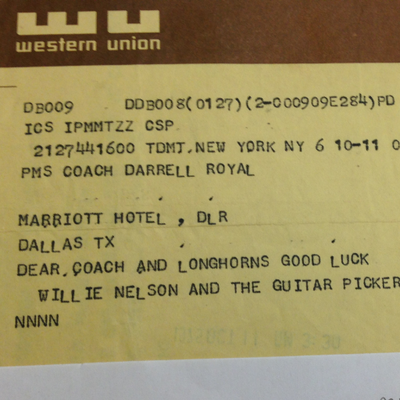 western union
DB009 DDB008(0127)(2-000909E284)PD
ICS IPMMTZZ CSP
2127441600 TDMT.NEW YORK NY 6 10-11 0
PMS COACH DARRELL ROYAL
MARRIOTT HOTEL, DLR
DALLAS TX
DEAR.COACH AND LONGHORNS GOOD LUCK
WILLIE NELSON AND THE GUITAR PICKER
NNNN